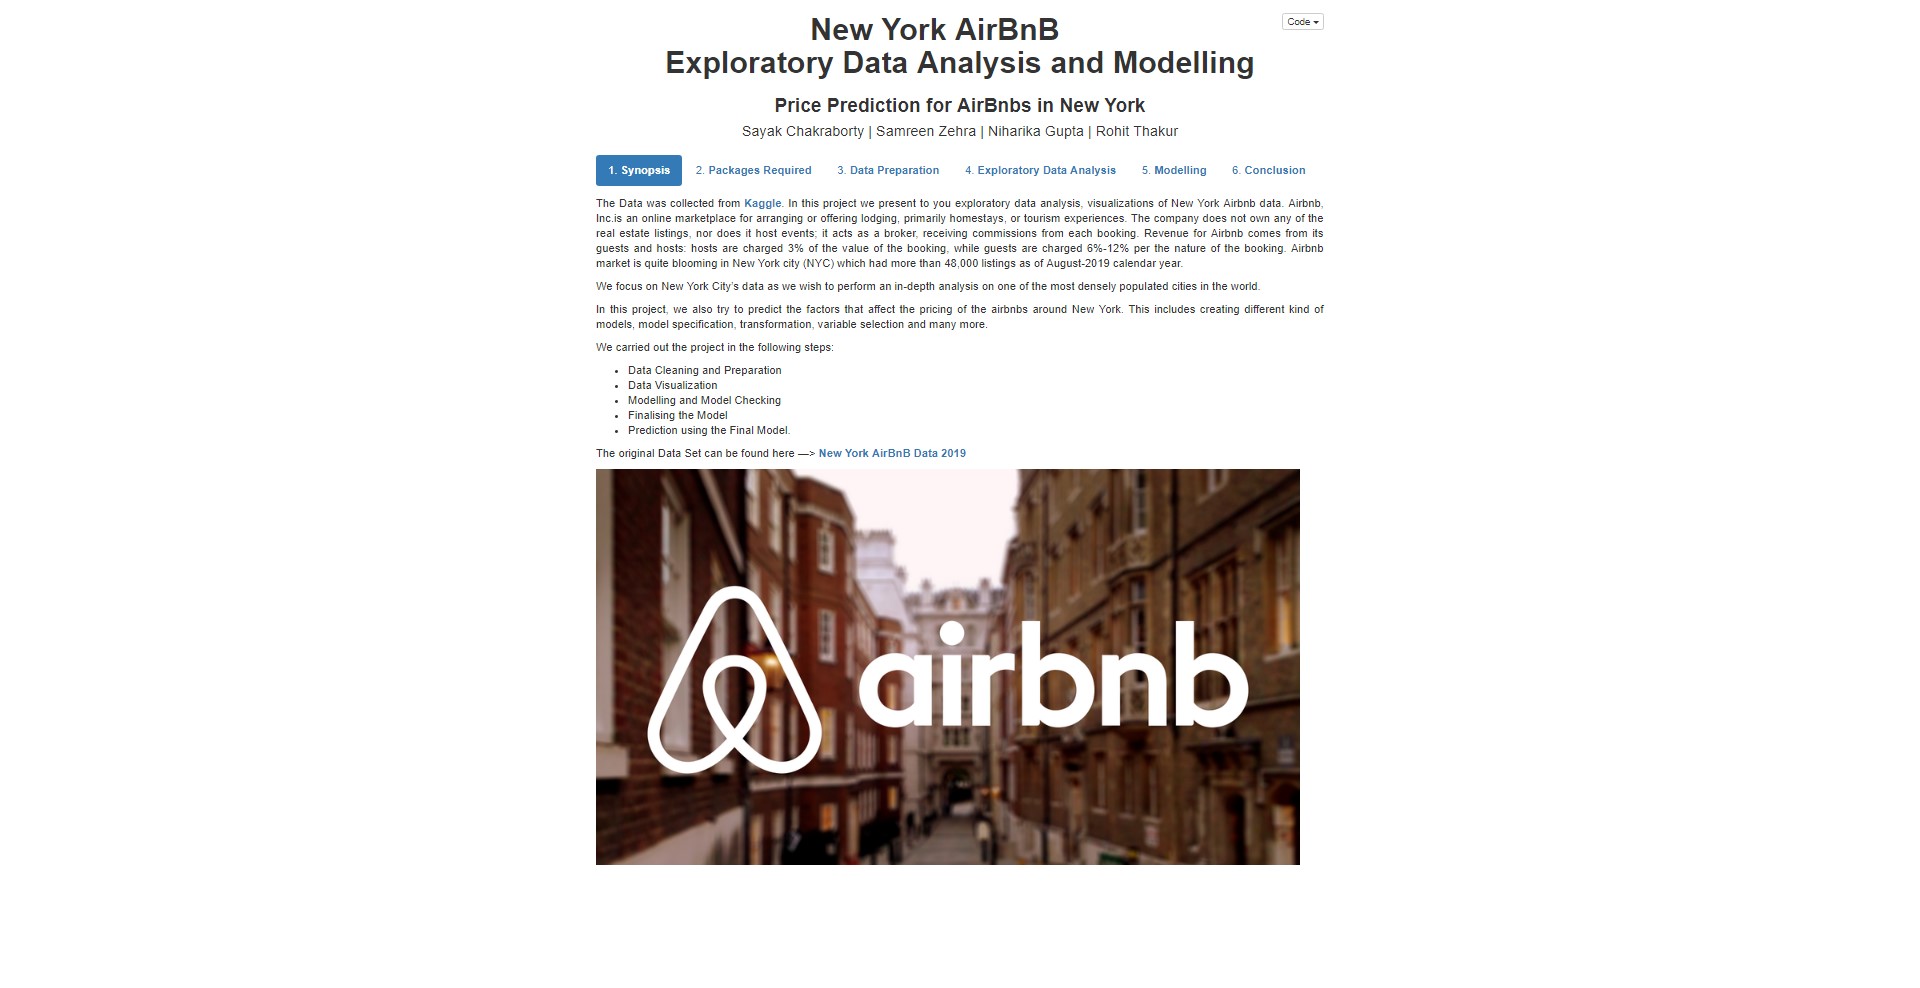 New York AirBnB
Code
Exploratory Data Analysis and Modelling
Price Prediction for AirBnbs in New York
Sayak Chakraborty | Samreen Zehra | Niharika Gupta | Rohit Thakur
1. Synopsis 2. Packages Required 3. Data Preparation 4. Exploratory Data Analysis 5. Modelling 6. Conclusion
The Data was collected from Kaggle. In this project we present to you exploratory data analysis, visualizations of New York Airbnb data. Airbnb,
Inc.is an online marketplace for arranging or offering lodging, primarily homestays, or tourism experiences. The company does not own any of the
real estate listings, nor does it host events; it acts as a broker, receiving commissions from each booking. Revenue for Airbnb comes from its
guests and hosts: hosts are charged 3% of the value of the booking, while guests are charged 6%-12% per the nature of the booking. Airbnb
market is quite blooming in New York city (NYC) which had more than 48,000 listings as of August-2019 calendar year.
We focus on New York City's data as we wish to perform an in-depth analysis on one of the most densely populated cities in the world.
In this project, we also try to predict the factors that affect the pricing of the airbnbs around New York. This includes creating different kind of
models, model specification, transformation, variable selection and many more.
We carried out the project in the following steps:
• Data Cleaning and Preparation
• Data Visualization
• Modelling and Model Checking
• Finalising the Model
• Prediction using the Final Model.
The original Data Set can be found here —> New York AirBnB Data 2019
airbnb